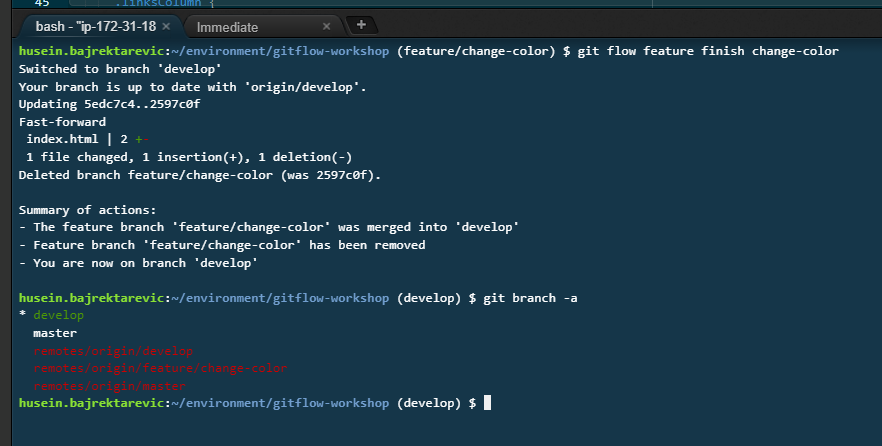 45 .linksColumn {
bash - "ip-172-31-18 × Immediate × +
husein.bajrektarevic:~/environment/gitflow-workshop (feature/change-color) $ git flow feature finish change-color
Switched to branch 'develop'
Your branch is up to date with 'origin/develop'.
Updating 5edc7c4..2597c0f
Fast-forward
 index.html | 2 +
 1 file changed, 1 insertion(+), 1 deletion(-)
Deleted branch feature/change-color (was 2597c0f).
Summary of actions:
- The feature branch 'feature/change-color' was merged into 'develop'
- Feature branch 'feature/change-color' has been removed
- You are now on branch 'develop'
husein.bajrektarevic:~/environment/gitflow-workshop (develop) $ git branch -a
* develop
  master
  remotes/origin/develop
  remotes/origin/feature/change-color
  remotes/origin/master
husein.bajrektarevic:~/environment/gitflow-workshop (develop) $